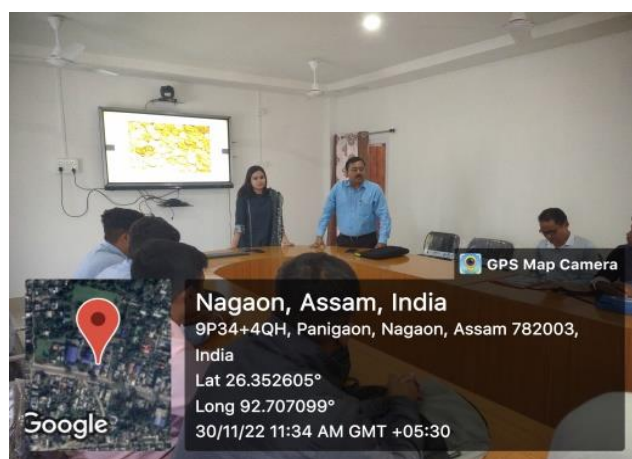 GPS Map Camera
Nagaon, Assam, India
9P34+4QH, Panigaon, Nagaon, Assam 782003,
India
Lat 26.352605°
Long 92.707099°
30/11/22 11:34 AM GMT +05:30
Google